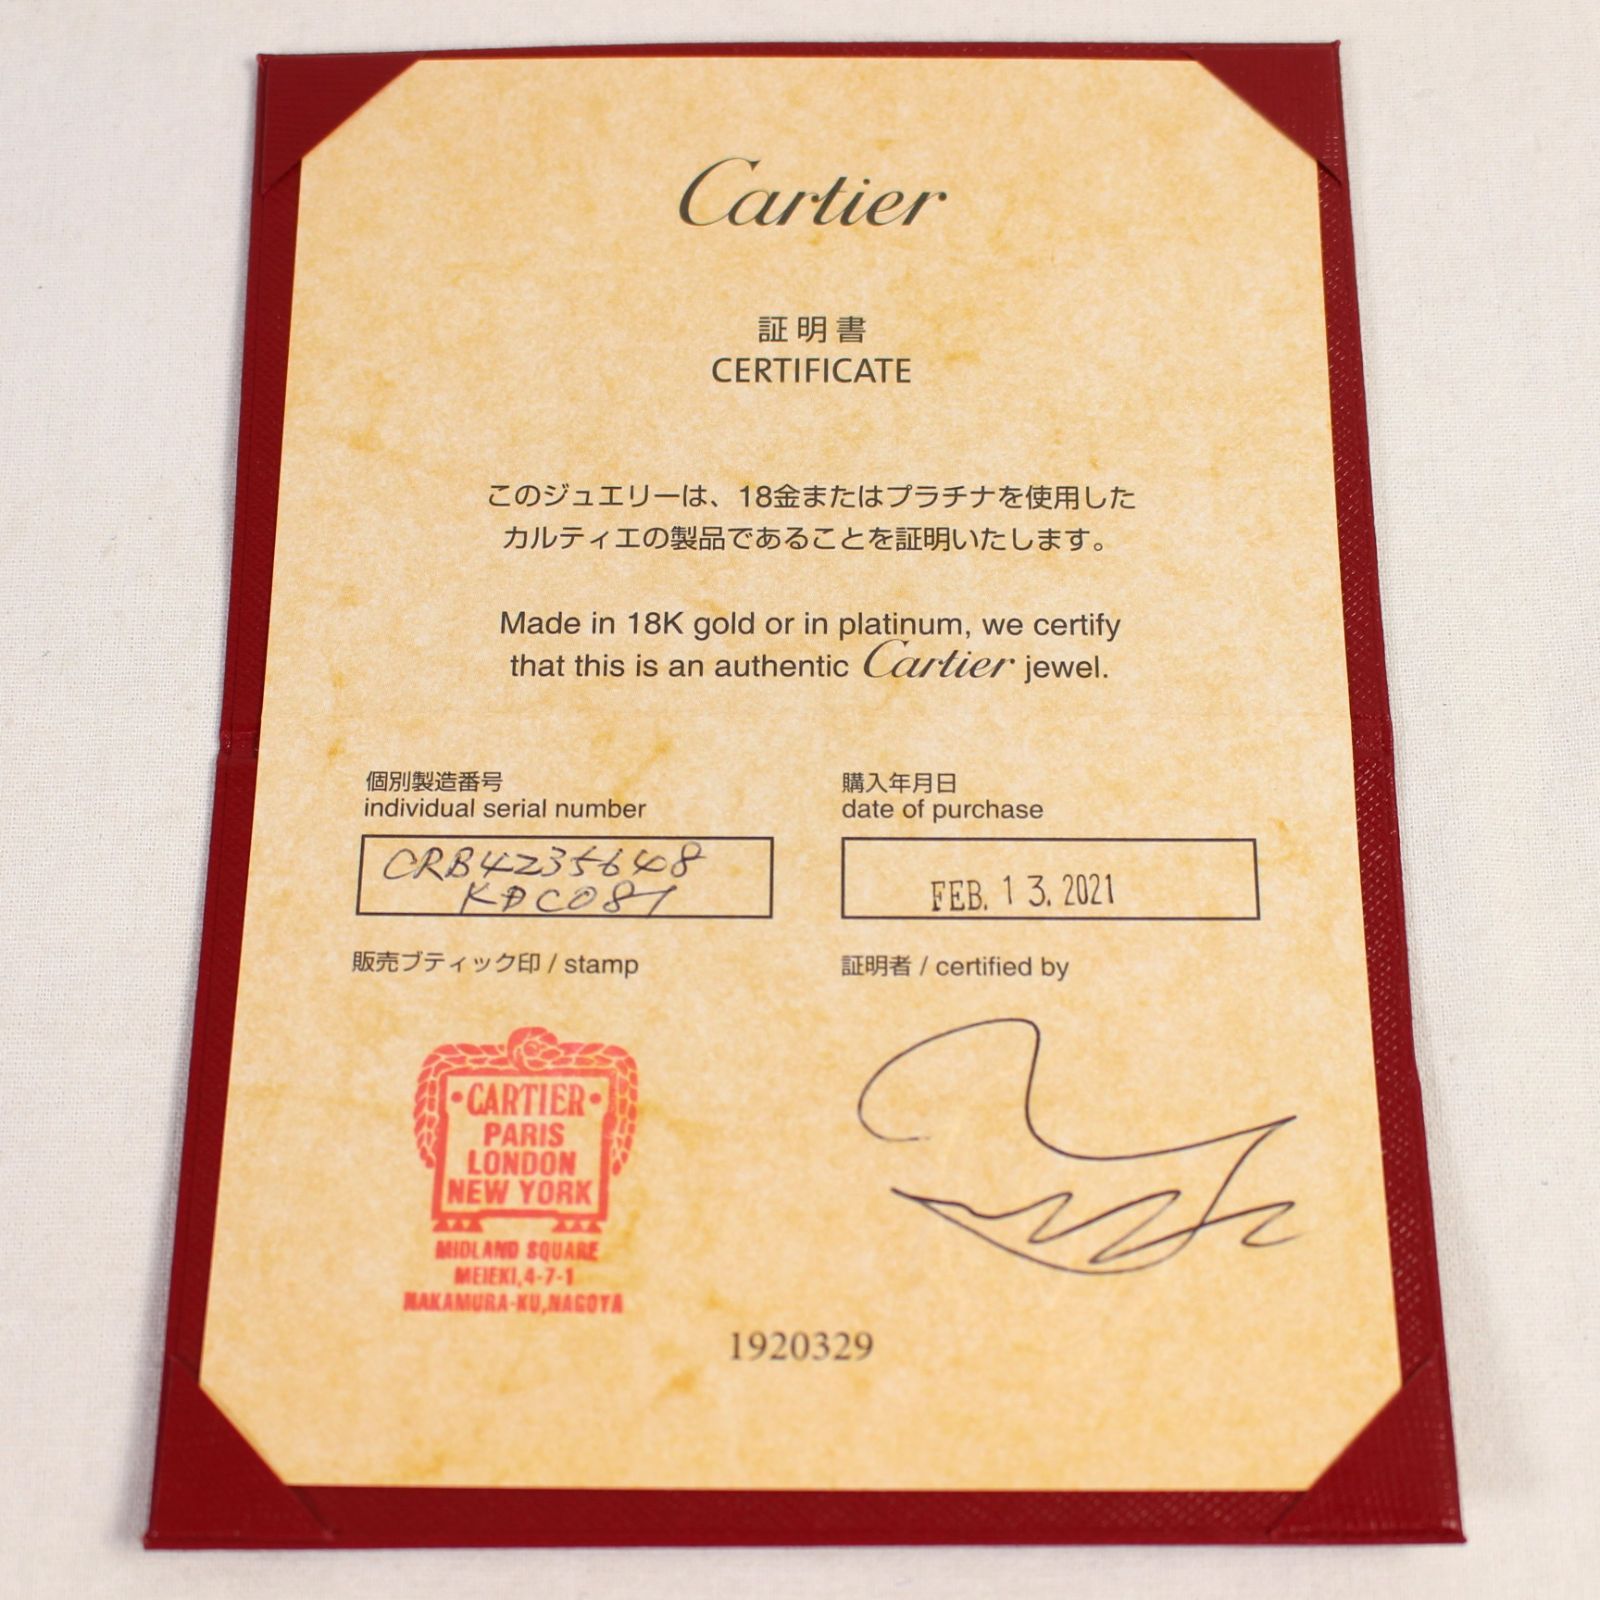 Cartier
証明書
CERTIFICATE
このジュエリーは、18金またはプラチナを使用した
カルティエの製品であることを証明いたします。
Made in 18K gold or in platinum, we certify
that this is an authentic Cartier jewel.
個別製造番号
individual serial number
CRB4235648
KDC081
購入年月日
date of purchase
FEB. 13. 2021
販売ブティック印 / stamp
・CARTIER・
PARIS
LONDON
NEW YORK
MIDLAND SQUARE
MEIEKI,4-7-1
NAKAMURA-KU,NAGOYA
証明者 / certified by
1920329